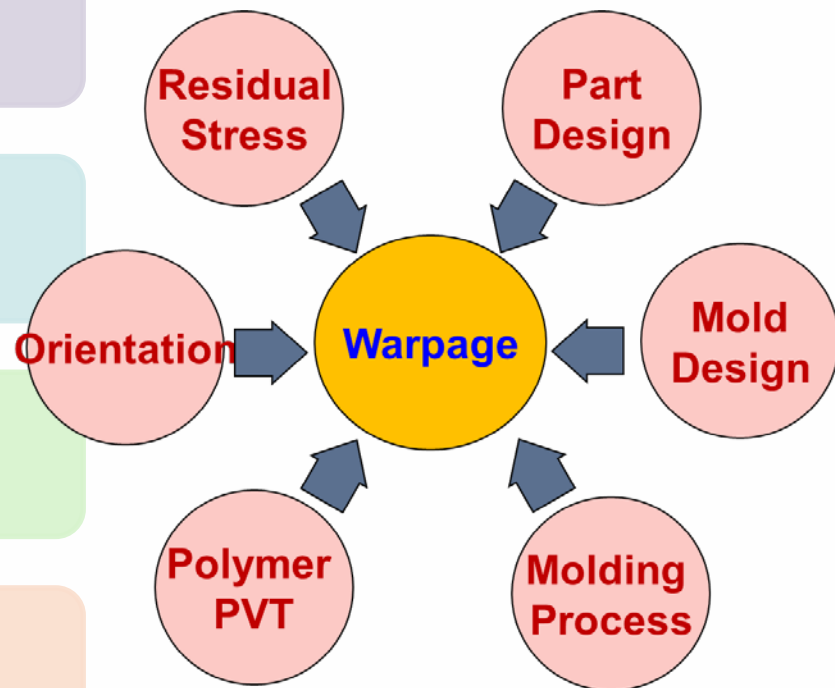 Residual
Stress
Part
Design
Orientation
Warpage
Mold
Design
Polymer
PVT
Molding
Process